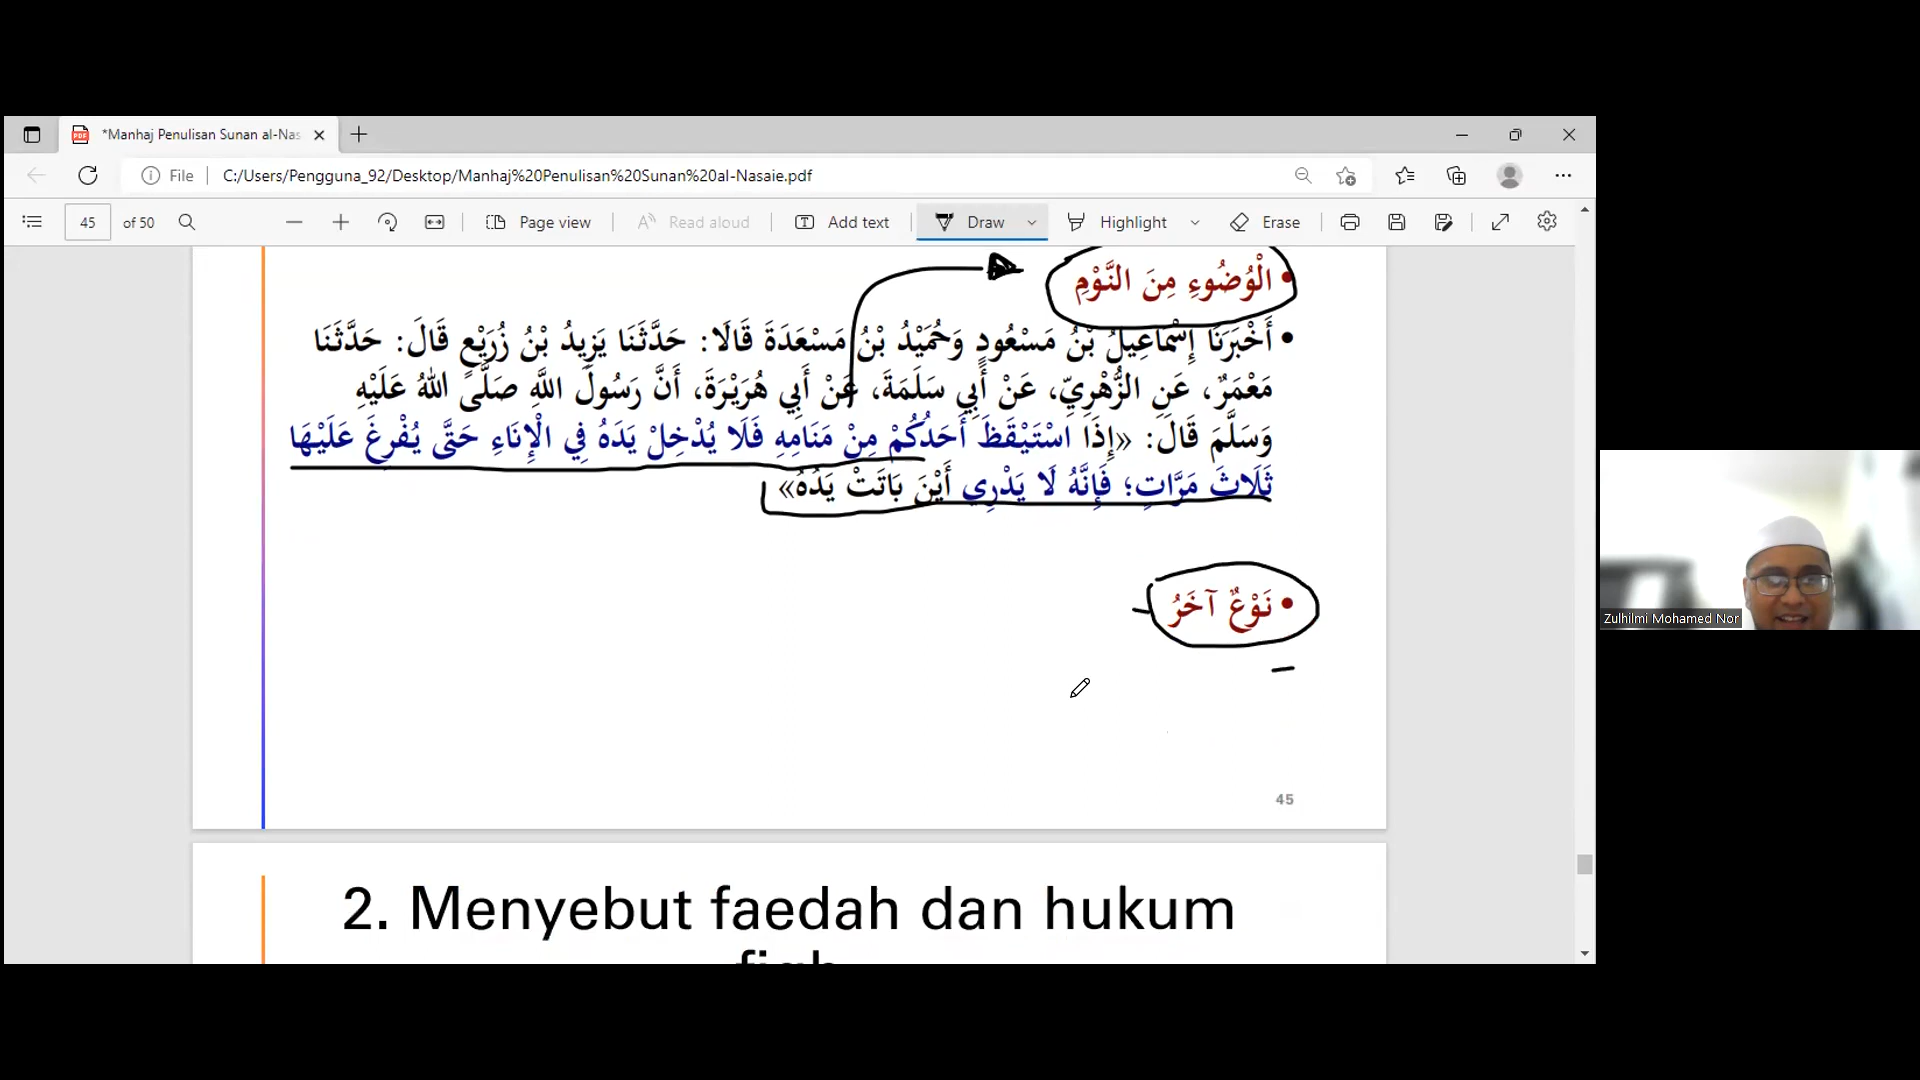 *Manhaj Penulisan Sunan al-Nas
File
C:/Users/Pengguna_92/Desktop/Manhaj%20Penulisan%20Sunan%20al-Nasaie.pdf
45 of 50
Page view
Read aloud
Add text
Draw
Highlight
Erase
• الْوُضُوءِ مِنَ النَّوْمِ
• أَخْبَرَنَا إِسْمَاعِيلُ بْنُ مَسْعُودٍ وَحُمَيْدُ بْنُ مَسْعَدَةَ قَالَا: حَدَّثَنَا يَزِيدُ بْنُ زُرَيْعٍ قَالَ: حَدَّثَنَا
مَعْمَرٌ، عَنِ الزُّهْرِيِّ، عَنْ أَبِي سَلَمَةَ، عَنْ أَبِي هُرَيْرَةَ، أَنَّ رَسُولَ اللَّهِ صَلَّى اللهُ عَلَيْهِ
وَسَلَّمَ قَالَ: «إِذَا اسْتَيْقَظَ أَحَدُكُمْ مِنْ مَنَامِهِ فَلَا يُدْخِلْ يَدَهُ فِي الْإِنَاءِ حَتَّى يُفْرِغَ عَلَيْهَا
ثَلَاثَ مَرَّاتٍ؛ فَإِنَّهُ لَا يَدْرِي أَيْنَ بَاتَتْ يَدُهُ»
• نَوْعٌ آخَرُ
45
2. Menyebut faedah dan hukum
fiqh
Zulhilmi Mohamed Nor